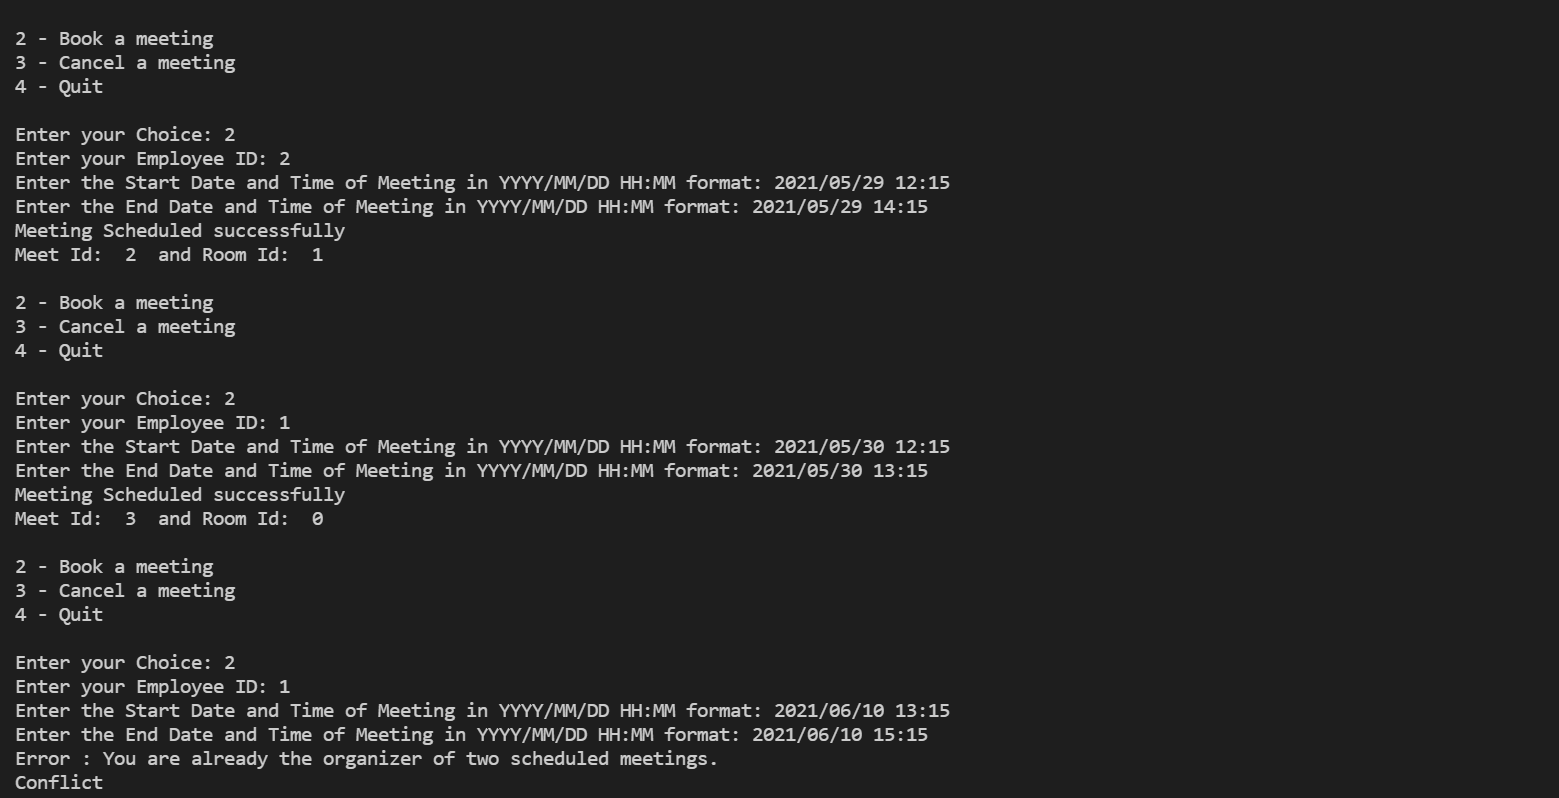 2 - Book a meeting
3 - Cancel a meeting
4 - Quit
Enter your Choice: 2
Enter your Employee ID: 2
Enter the Start Date and Time of Meeting in YYYY/MM/DD HH:MM format: 2021/05/29 12:15
Enter the End Date and Time of Meeting in YYYY/MM/DD HH:MM format: 2021/05/29 14:15
Meeting Scheduled successfully
Meet Id:  2  and Room Id:  1
2 - Book a meeting
3 - Cancel a meeting
4 - Quit
Enter your Choice: 2
Enter your Employee ID: 1
Enter the Start Date and Time of Meeting in YYYY/MM/DD HH:MM format: 2021/05/30 12:15
Enter the End Date and Time of Meeting in YYYY/MM/DD HH:MM format: 2021/05/30 13:15
Meeting Scheduled successfully
Meet Id:  3  and Room Id:  0
2 - Book a meeting
3 - Cancel a meeting
4 - Quit
Enter your Choice: 2
Enter your Employee ID: 1
Enter the Start Date and Time of Meeting in YYYY/MM/DD HH:MM format: 2021/06/10 13:15
Enter the End Date and Time of Meeting in YYYY/MM/DD HH:MM format: 2021/06/10 15:15
Error : You are already the organizer of two scheduled meetings.
Conflict